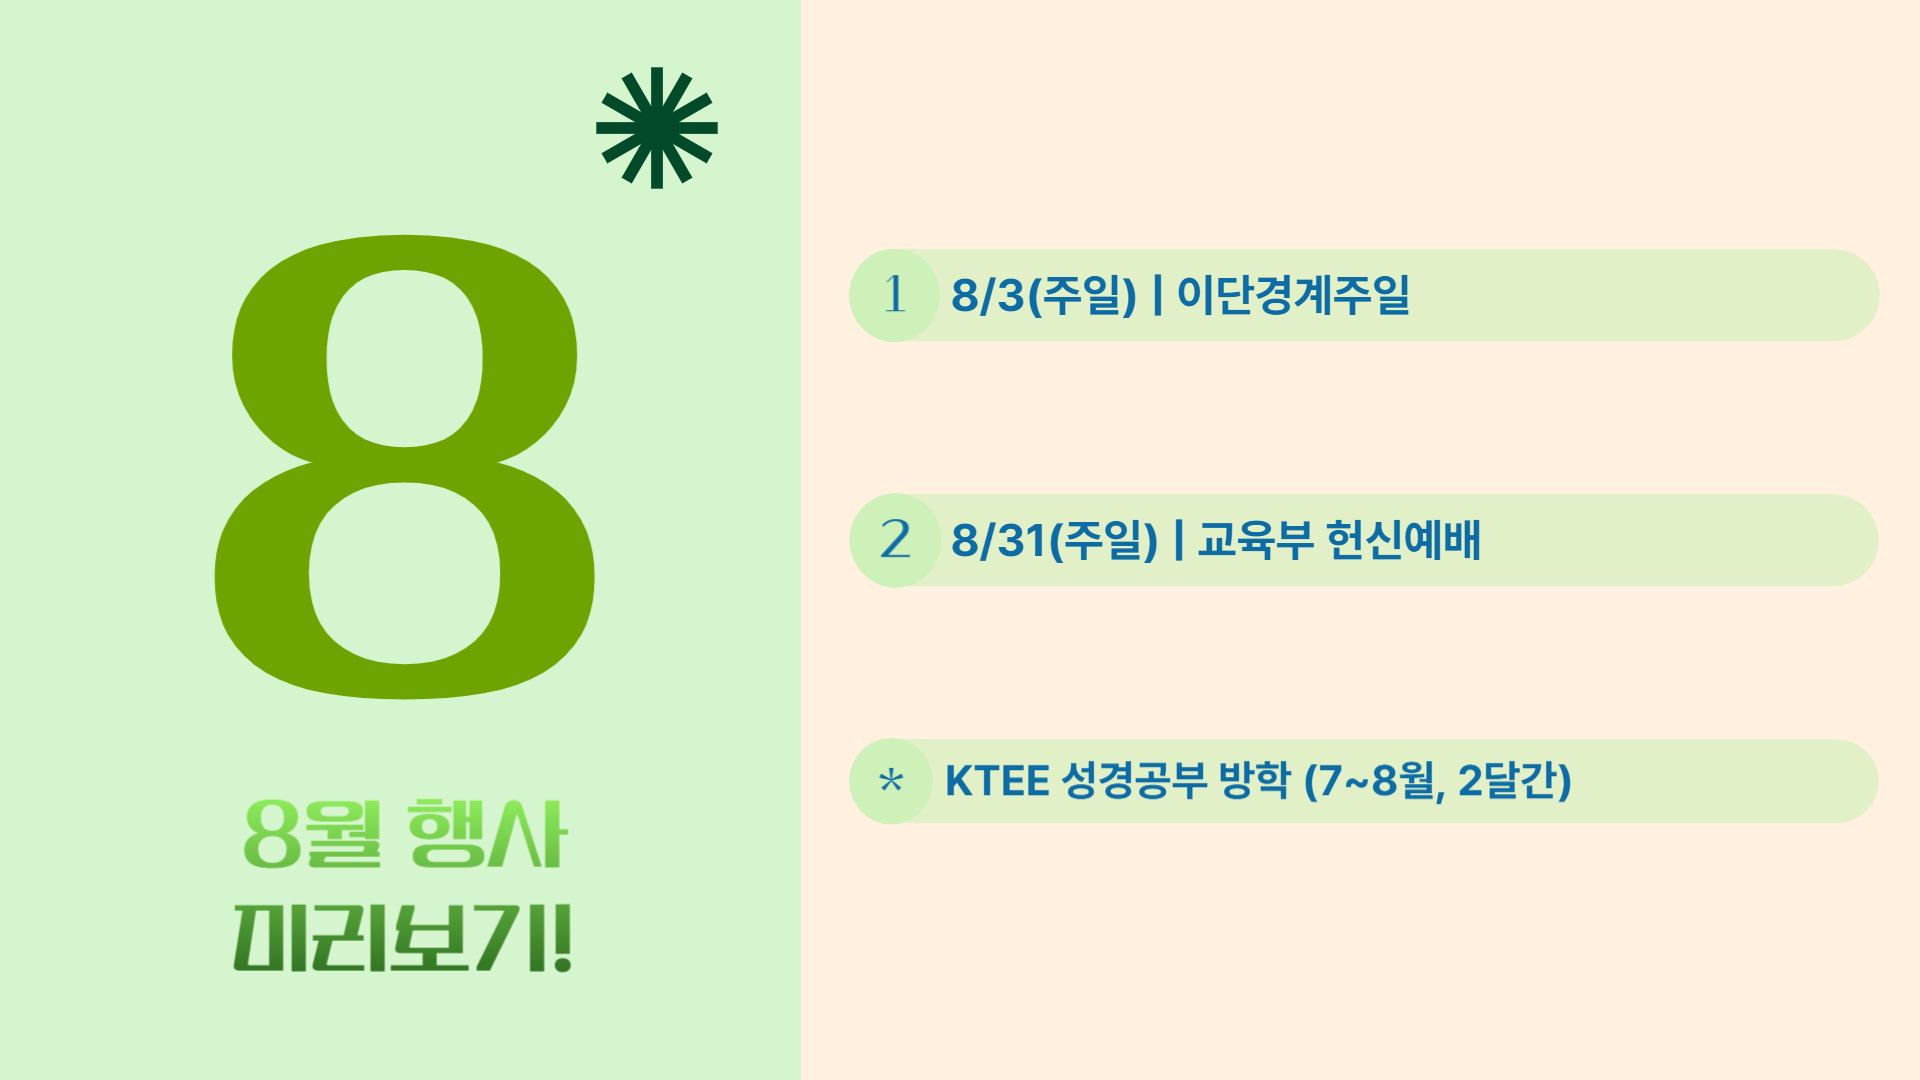 8
8월 행사
미리보기!
1 8/3(주일) | 이단경계주일
2 8/31(주일) | 교육부 헌신예배
* KTEE 성경공부 방학 (7~8월, 2달간)